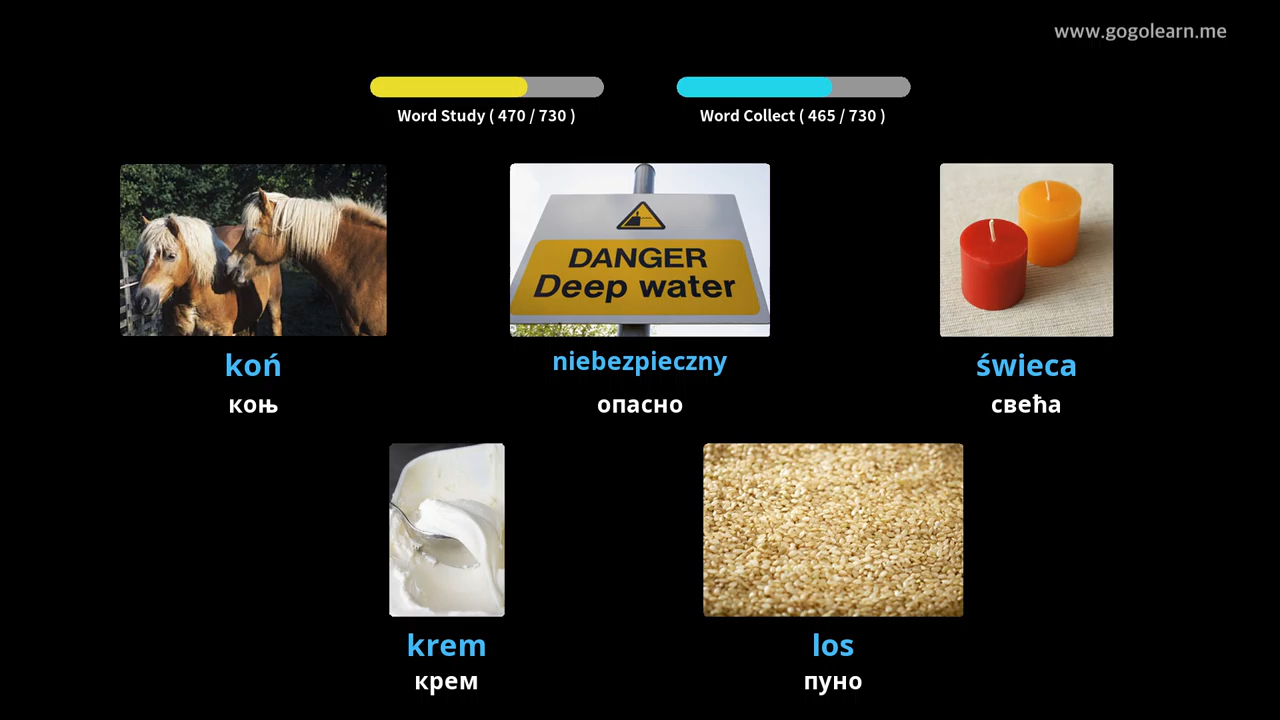 www.gogolearn.me
Word Study ( 470 / 730 )
Word Collect ( 465 / 730 )
DANGER
Deep water
koń
коњ
niebezpieczny
опасно
świeca
свећа
krem
крем
los
пуно